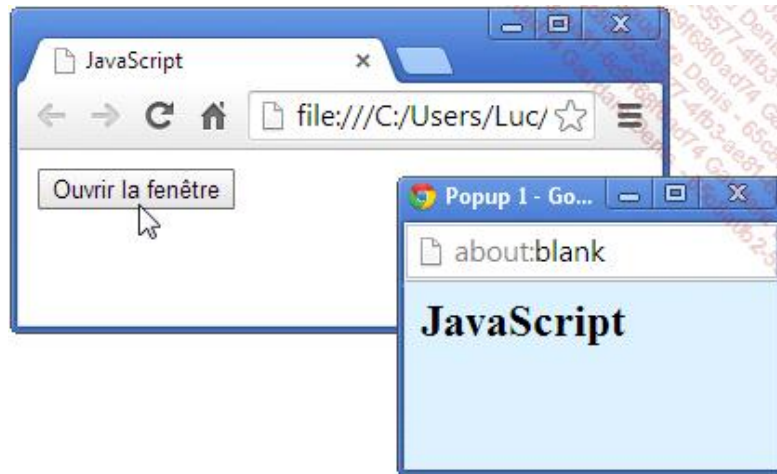 JavaScript
file:///C:/Users/Luc/
Ouvrir la fenêtre
Popup 1 - Go...
about:blank
JavaScript